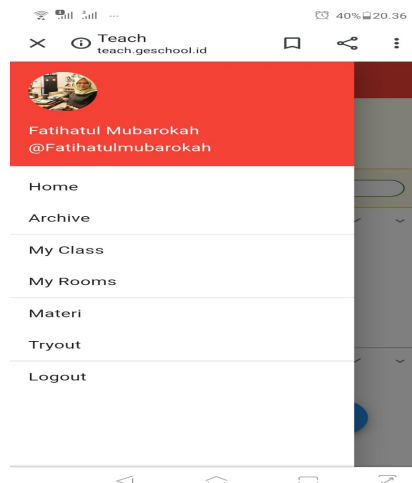 40% 20.36
Teach
teach.geschool.id
Fatihatul Mubarokah
@Fatihatulmubarokah
Home
Archive
My Class
My Rooms
Materi
Tryout
Logout